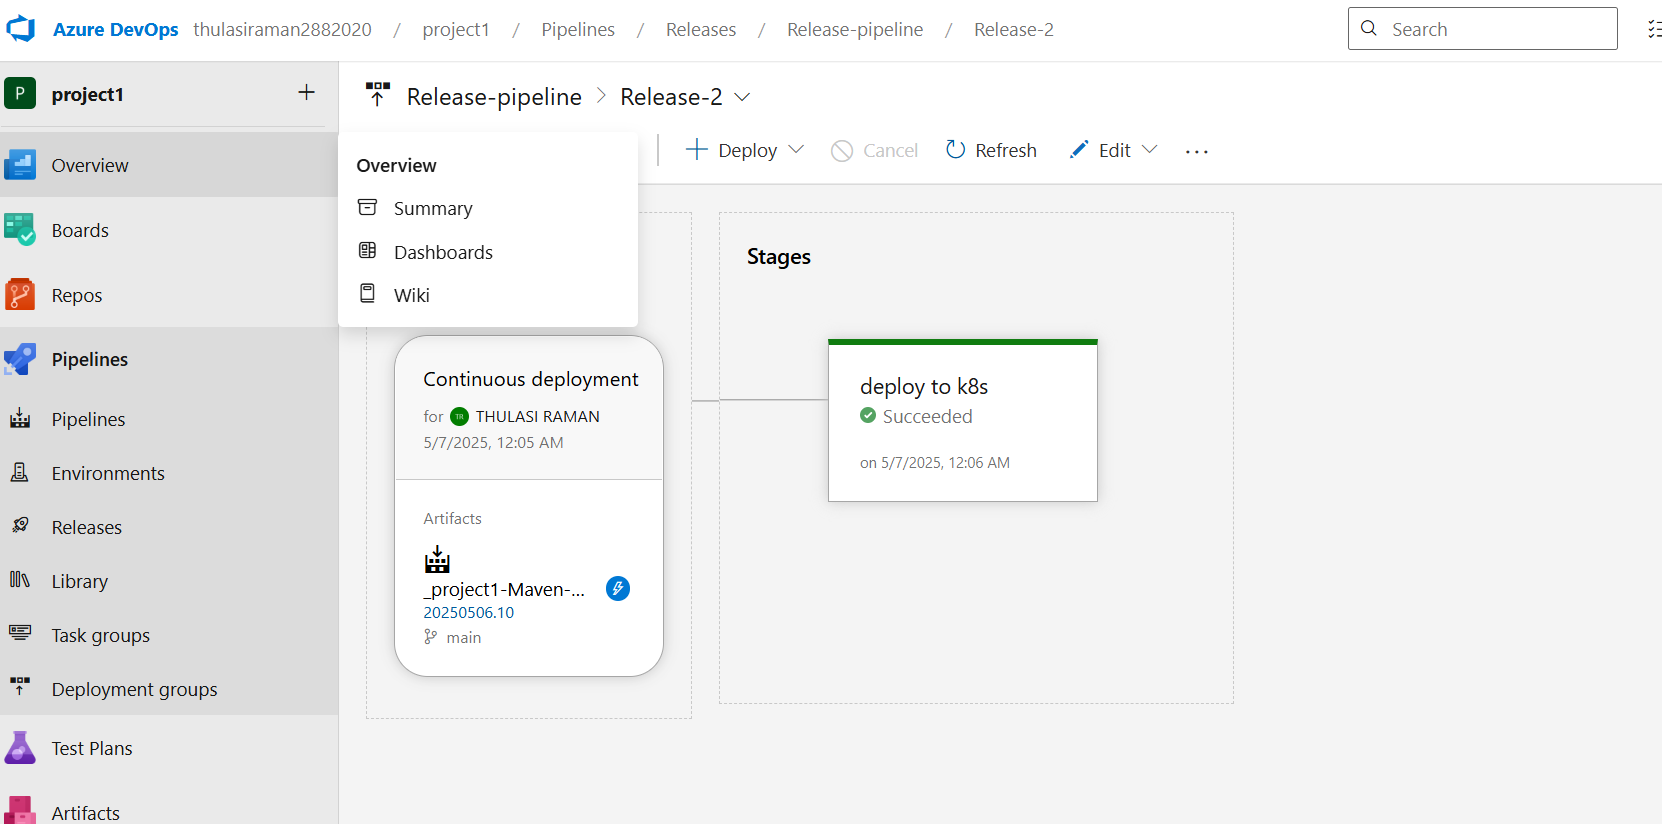 Azure DevOps thulasiraman2882020 / project1 / Pipelines / Releases / Release-pipeline / Release-2
Search
P project1 +
Overview
Boards
Repos
Pipelines
Pipelines
Environments
Releases
Library
Task groups
Deployment groups
Test Plans
Artifacts
Release-pipeline > Release-2
Deploy Cancel Refresh Edit ...
Overview
Summary
Dashboards
Wiki
Continuous deployment
for TR THULASI RAMAN
5/7/2025, 12:05 AM
Artifacts
_project1-Maven-...
20250506.10
main
Stages
deploy to k8s
Succeeded
on 5/7/2025, 12:06 AM